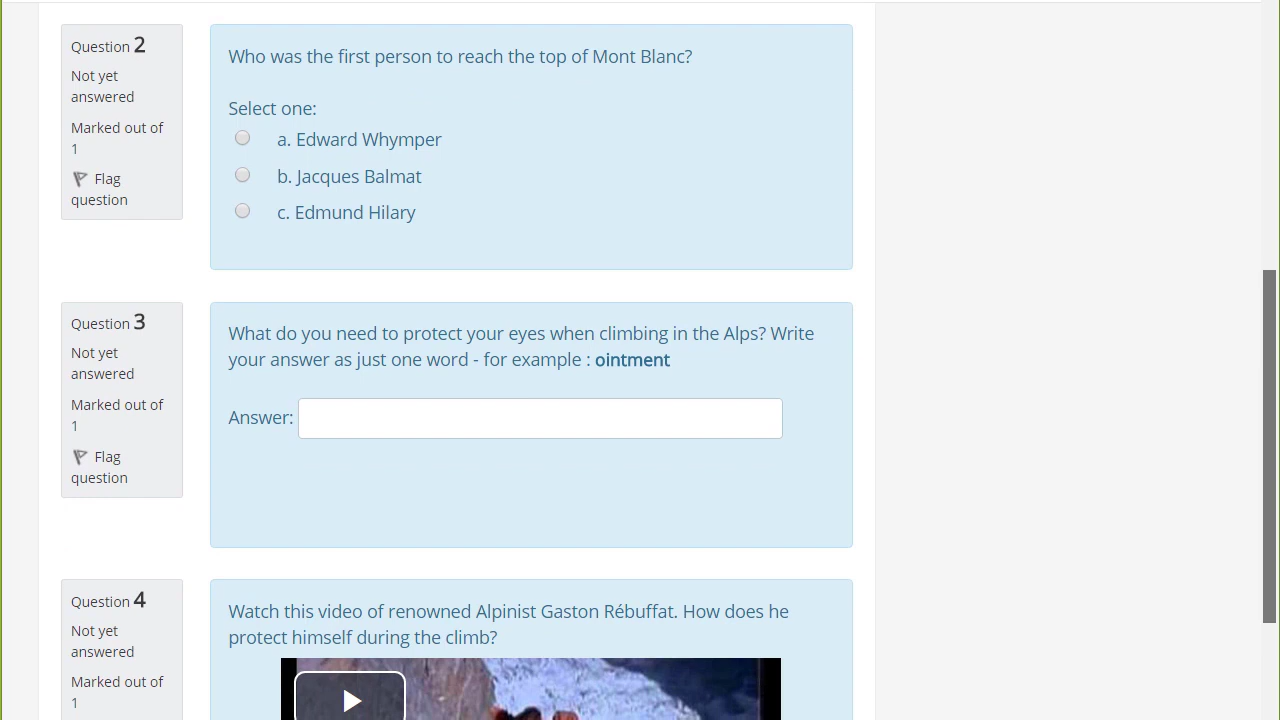 Question 2
Not yet
answered
Marked out of
1
Flag
question
Who was the first person to reach the top of Mont Blanc?
Select one:
a. Edward Whymper
b. Jacques Balmat
c. Edmund Hilary
Question 3
Not yet
answered
Marked out of
1
Flag
question
What do you need to protect your eyes when climbing in the Alps? Write
your answer as just one word - for example : ointment
Answer:
Question 4
Not yet
answered
Marked out of
1
Watch this video of renowned Alpinist Gaston Rébuffat. How does he
protect himself during the climb?